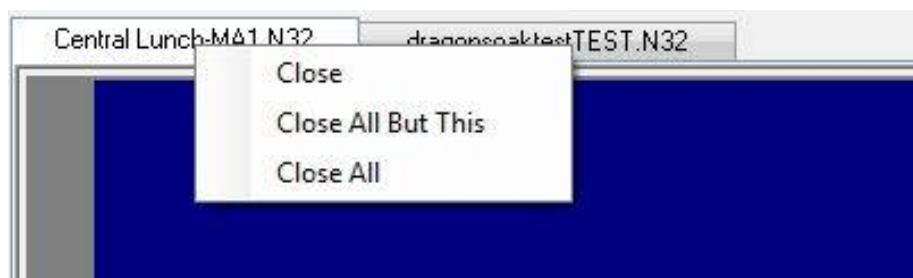 Central Lunch-MA1.N32 dragonsoaktestTEST.N32
Close
Close All But This
Close All